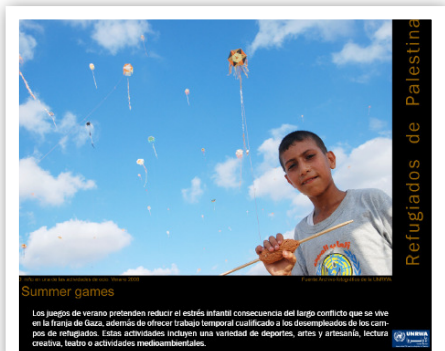 Refugiados de Palestina
Summer games
Los juegos de verano pretenden reducir el estrés infantil consecuencia del largo conflicto que se vive
en la franja de Gaza, además de ofrecer trabajo temporal cualificado a los desempleados de los cam-
pos de refugiados. Estas actividades incluyen una variedad de deportes, artes y artesanía, lectura
creativa, teatro o actividades medioambientales.